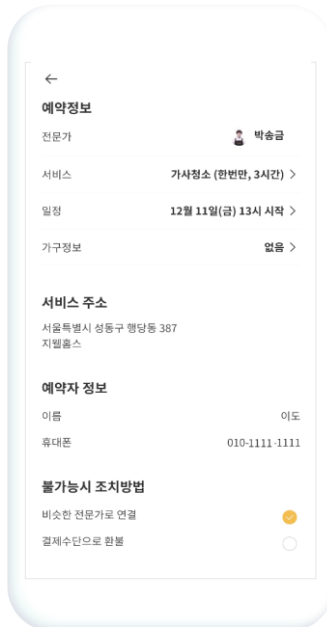 예약정보
전문가 박송금
서비스 가사청소 (한번만, 3시간) >
일정 12월 11일(금) 13시 시작 >
가구정보 없음 >
서비스 주소
서울특별시 성동구 행당동 387
지웰홈스
예약자 정보
이름 이도
휴대폰 010-1111-1111
불가능시 조치방법
비슷한 전문가로 연결
결제수단으로 환불